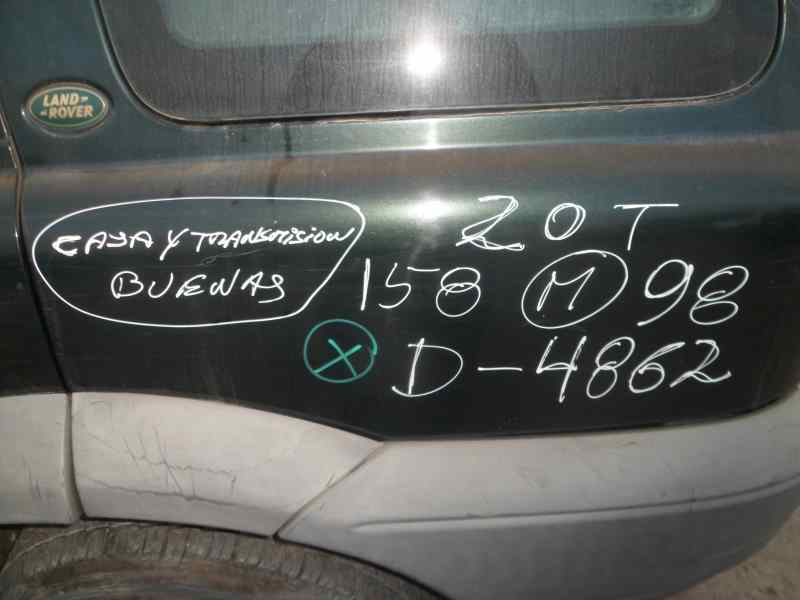 LAND-
-ROVER
CAJA Y TRANSMISION
BUENAS
20T
158 M 98
X D-4862